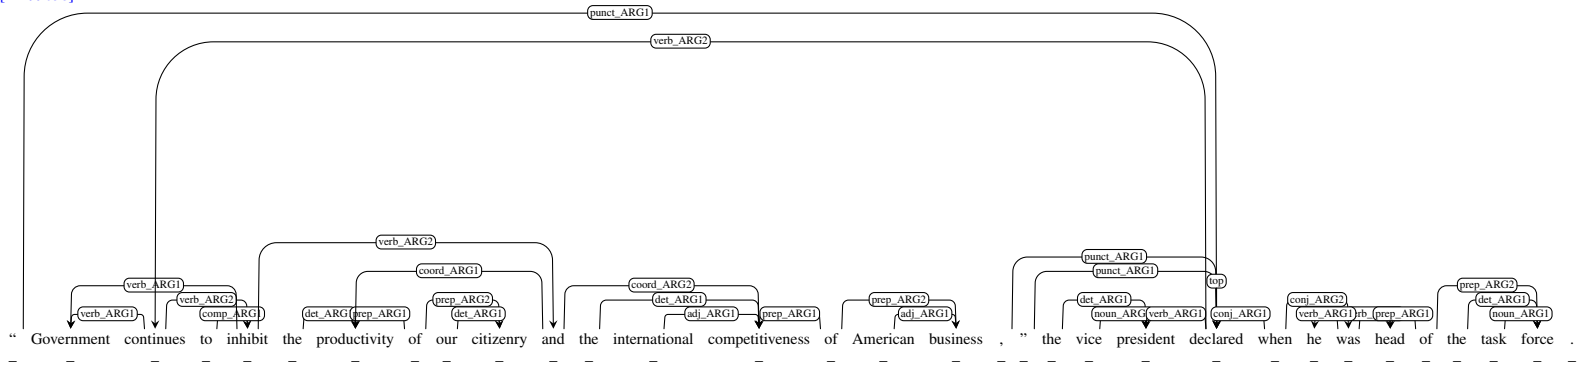 punct_ARG1
verb_ARG2
verb_ARG2
punct_ARG1
coord_ARG1 punct_ARG1
top
verb_ARG1 coord_ARG2 prep_ARG2
verb_ARG2 prep_ARG2 det_ARG1 prep_ARG2 det_ARG1 conj_ARG2 det_ARG1
verb_ARG1 comp_ARG1 det_ARG prep_ARG1 det_ARG1 adj_ARG1 prep_ARG1 adj_ARG1 noun_ARG verb_ARG1 conj_ARG1 verb_ARG1 rb_ prep_ARG1 noun_ARG1
“ Government continues to inhibit the productivity of our citizenry and the international competitiveness of American business , ” the vice president declared when he was head of the task force .
_ _ _ _ _ _ _ _ _ _ _ _ _ _ _ _ _ _ _ _ _ _ _ _ _ _ _ _ _ _ _ _ _